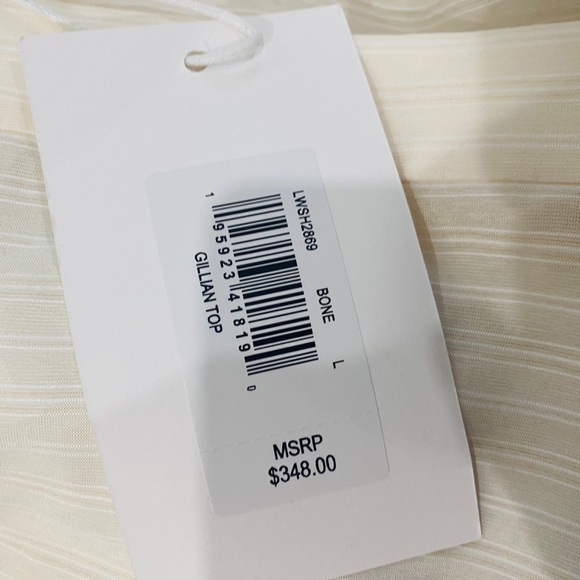 LWSH2869 BONE L
1 95923 41819 0
GILLIAN TOP
MSRP
$348.00